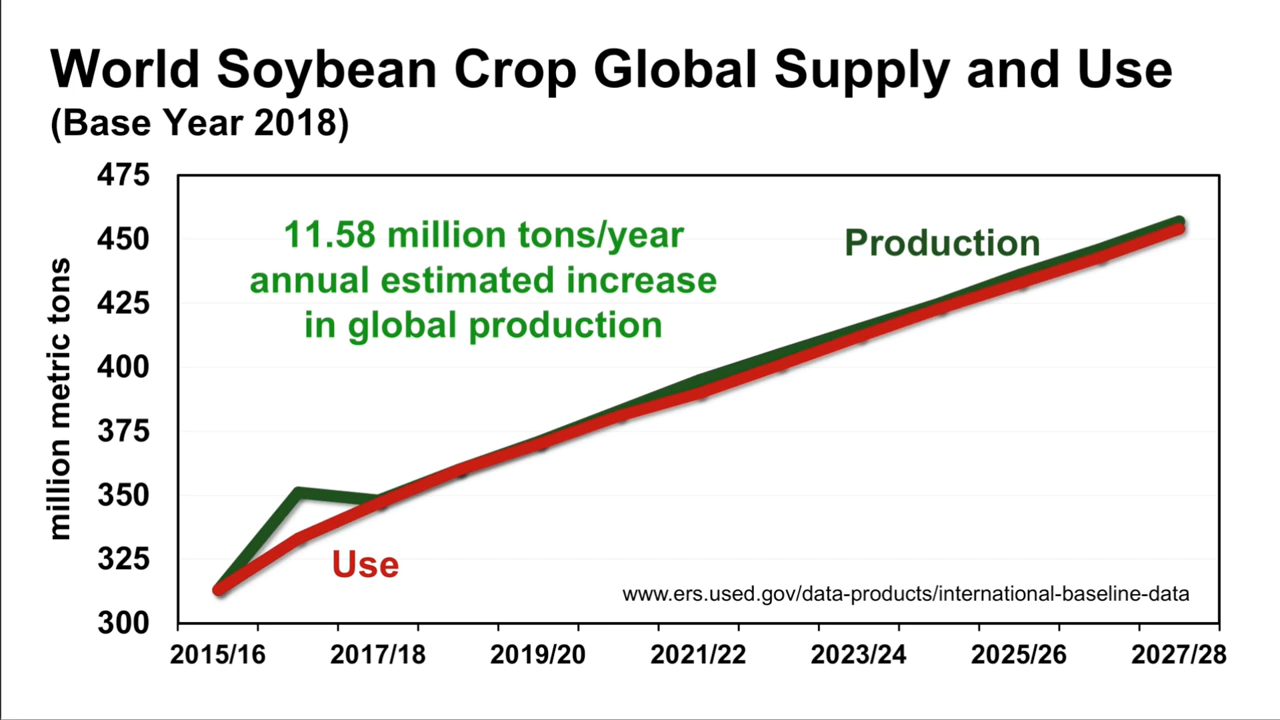 World Soybean Crop Global Supply and Use
(Base Year 2018)
475
450
425
400
375
350
325
300
million metric tons
11.58 million tons/year
annual estimated increase
in global production
Production
Use
www.ers.used.gov/data-products/international-baseline-data
2015/16 2017/18 2019/20 2021/22 2023/24 2025/26 2027/28